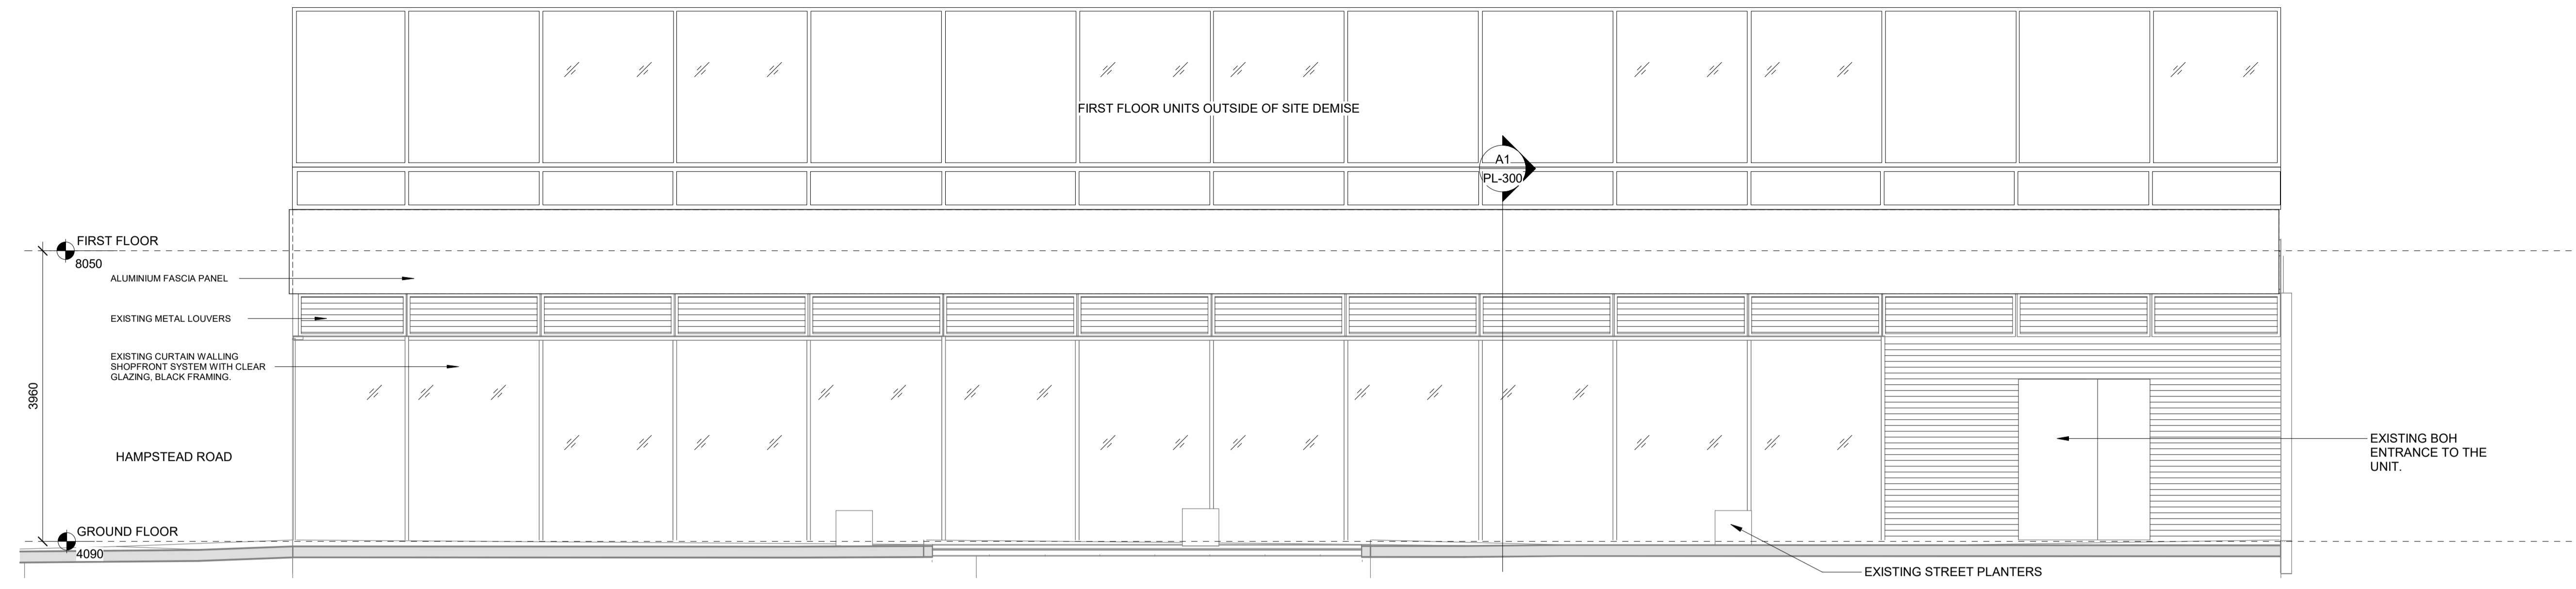 FIRST FLOOR UNITS OUTSIDE OF SITE DEMISE
A1
PL-300
FIRST FLOOR
8050
ALUMINIUM FASCIA PANEL
EXISTING METAL LOUVERS
EXISTING CURTAIN WALLING
SHOPFRONT SYSTEM WITH CLEAR
GLAZING, BLACK FRAMING.
3960
HAMPSTEAD ROAD
EXISTING BOH
ENTRANCE TO THE
UNIT.
GROUND FLOOR
4090
EXISTING STREET PLANTERS